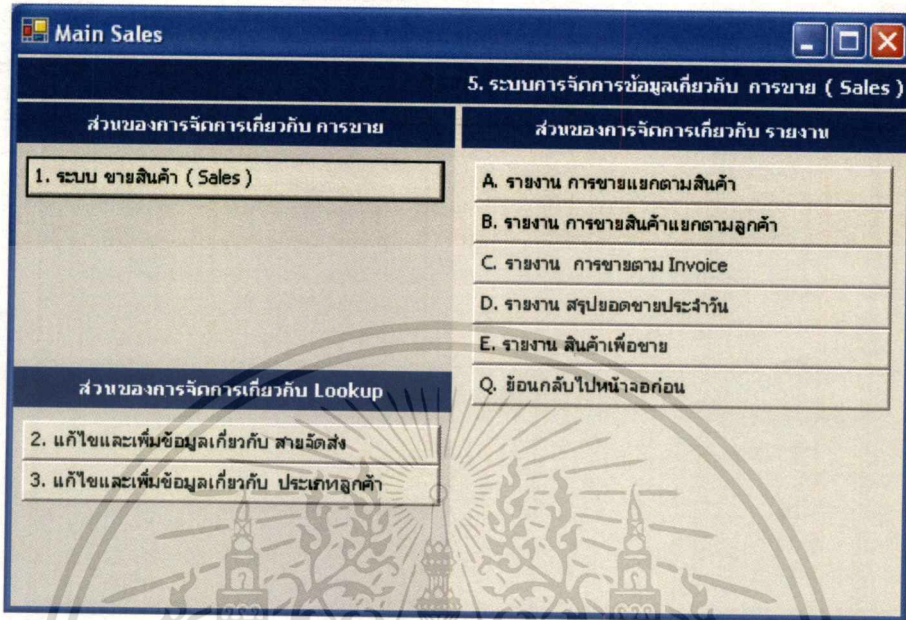 Main Sales
5. ระบบการจัดการข้อมูลเกี่ยวกับ การขาย ( Sales )
ส่วนของการจัดการเกี่ยวกับ การขาย
1. ระบบ ขายสินค้า ( Sales )
ส่วนของการจัดการเกี่ยวกับ Lookup
2. แก้ไขและเพิ่มข้อมูลเกี่ยวกับ สายจัดส่ง
3. แก้ไขและเพิ่มข้อมูลเกี่ยวกับ ประเภทลูกค้า
ส่วนของการจัดการเกี่ยวกับ รายงาน
A. รายงาน การขายแยกตามสินค้า
B. รายงาน การขายสินค้าแยกตามลูกค้า
C. รายงาน การขายตาม Invoice
D. รายงาน สรุปยอดขายประจำวัน
E. รายงาน สินค้าเพื่อขาย
Q. ย้อนกลับไปหน้าจอก่อน